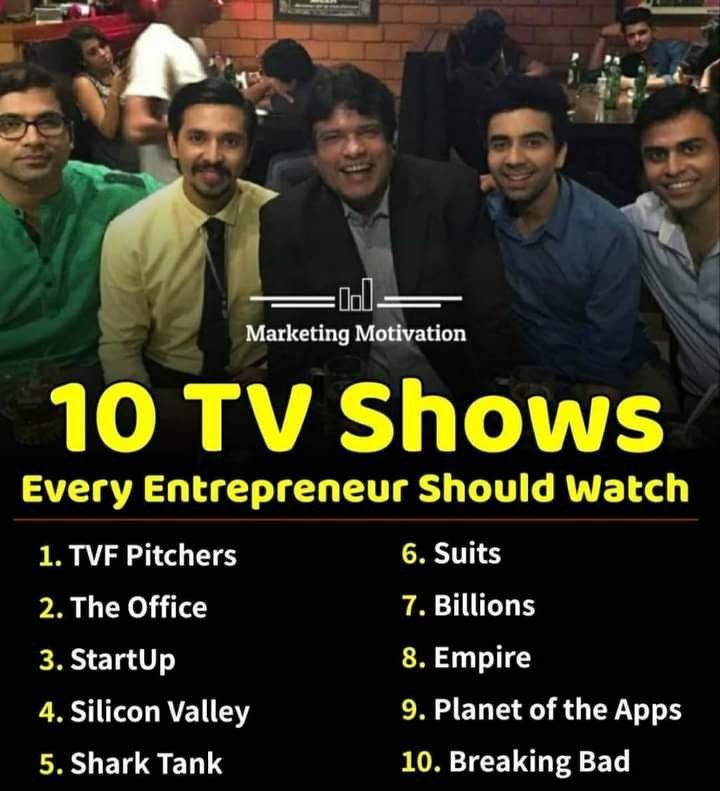 Marketing Motivation
10 TV Shows
Every Entrepreneur Should Watch
1. TVF Pitchers
2. The Office
3. StartUp
4. Silicon Valley
5. Shark Tank
6. Suits
7. Billions
8. Empire
9. Planet of the Apps
10. Breaking Bad